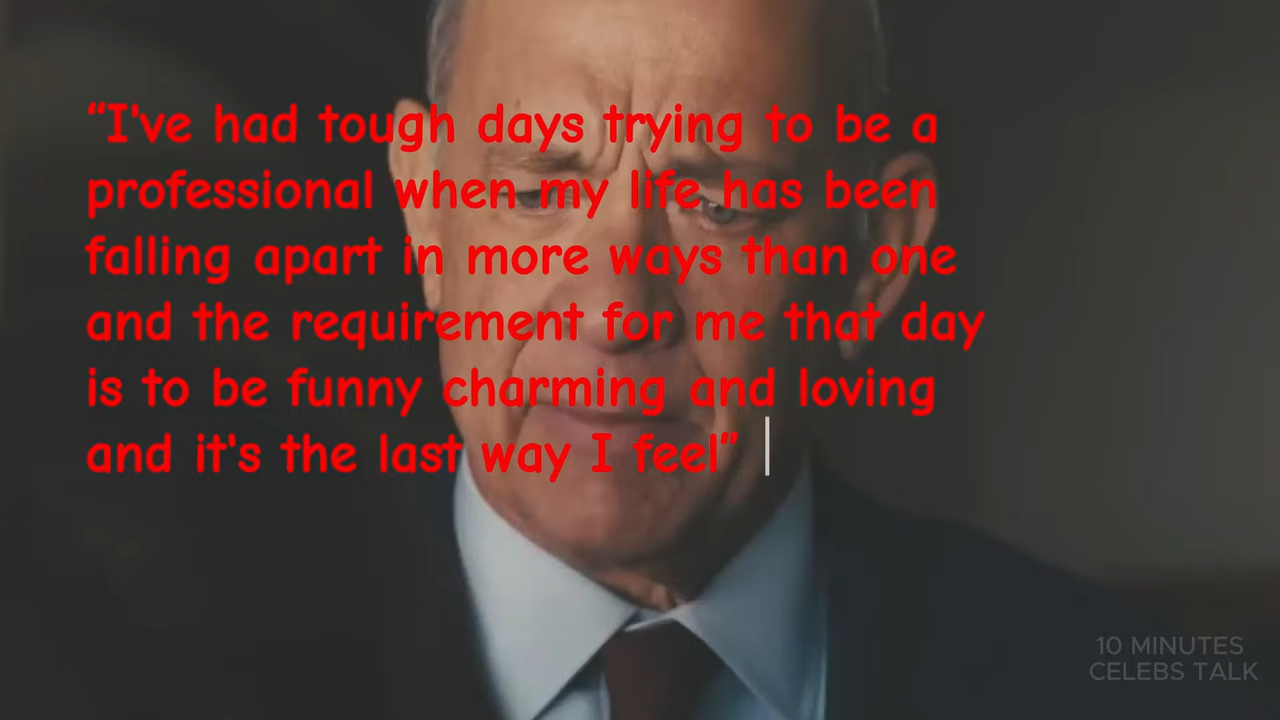 “I've had tough days trying to be a
professional when my life has been
falling apart in more ways than one
and the requirement for me that day
is to be funny charming and loving
and it's the last way I feel”
10 MINUTES
CELEBS TALK